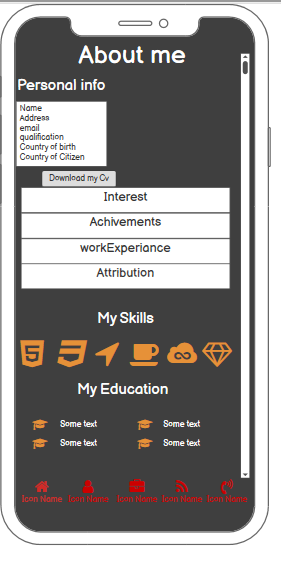 About me
Personal info
Name
Address
email
qualification
Country of birth
Country of Citizen
Download my Cv
Interest
Achivements
workExperiance
Attribution
My Skills
5
My Education
Some text Some text
Some text Some text
Icon Name Icon Name Icon Name Icon Name Icon Name